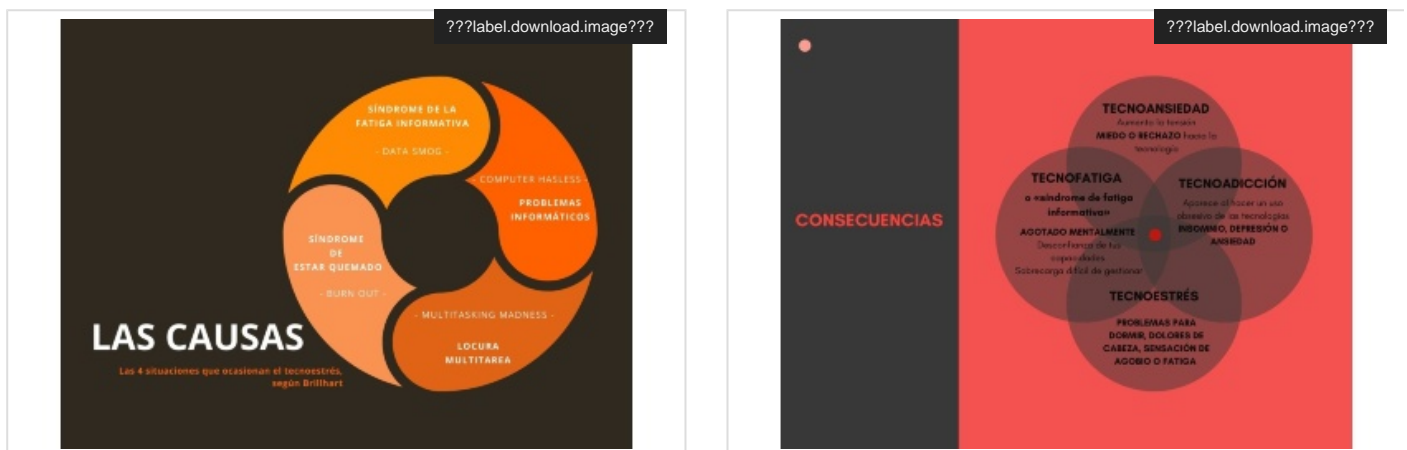 ???label.download.image???
SÍNDROME DE LA
FATIGA INFORMATIVA
- DATA SMOG -
- COMPUTER HASLESS -
PROBLEMAS
INFORMÁTICOS
SÍNDROME
DE
ESTAR QUEMADO
- BURN OUT -
- MULTITASKING MADNESS -
LOCURA
MULTITAREA
LAS CAUSAS
Las 4 situaciones que ocasionan el tecnoestrés,
según Brillhart
???label.download.image???
CONSECUENCIAS
TECNOANSIEDAD
Aumenta la tensión
MIEDO O RECHAZO hacia la
tecnología
TECNOFATIGA
o «síndrome de fatiga
informativa»
AGOTADO MENTALMENTE
Desconfianza de tus
capacidades
Sobrecarga difícil de gestionar
TECNOADICCIÓN
Aparece al hacer un uso
obsesivo de las tecnologías
INSOMNIO, DEPRESIÓN O
ANSIEDAD
TECNOESTRÉS
PROBLEMAS PARA
DORMIR, DOLORES DE
CABEZA, SENSACIÓN DE
AGOBIO O FATIGA